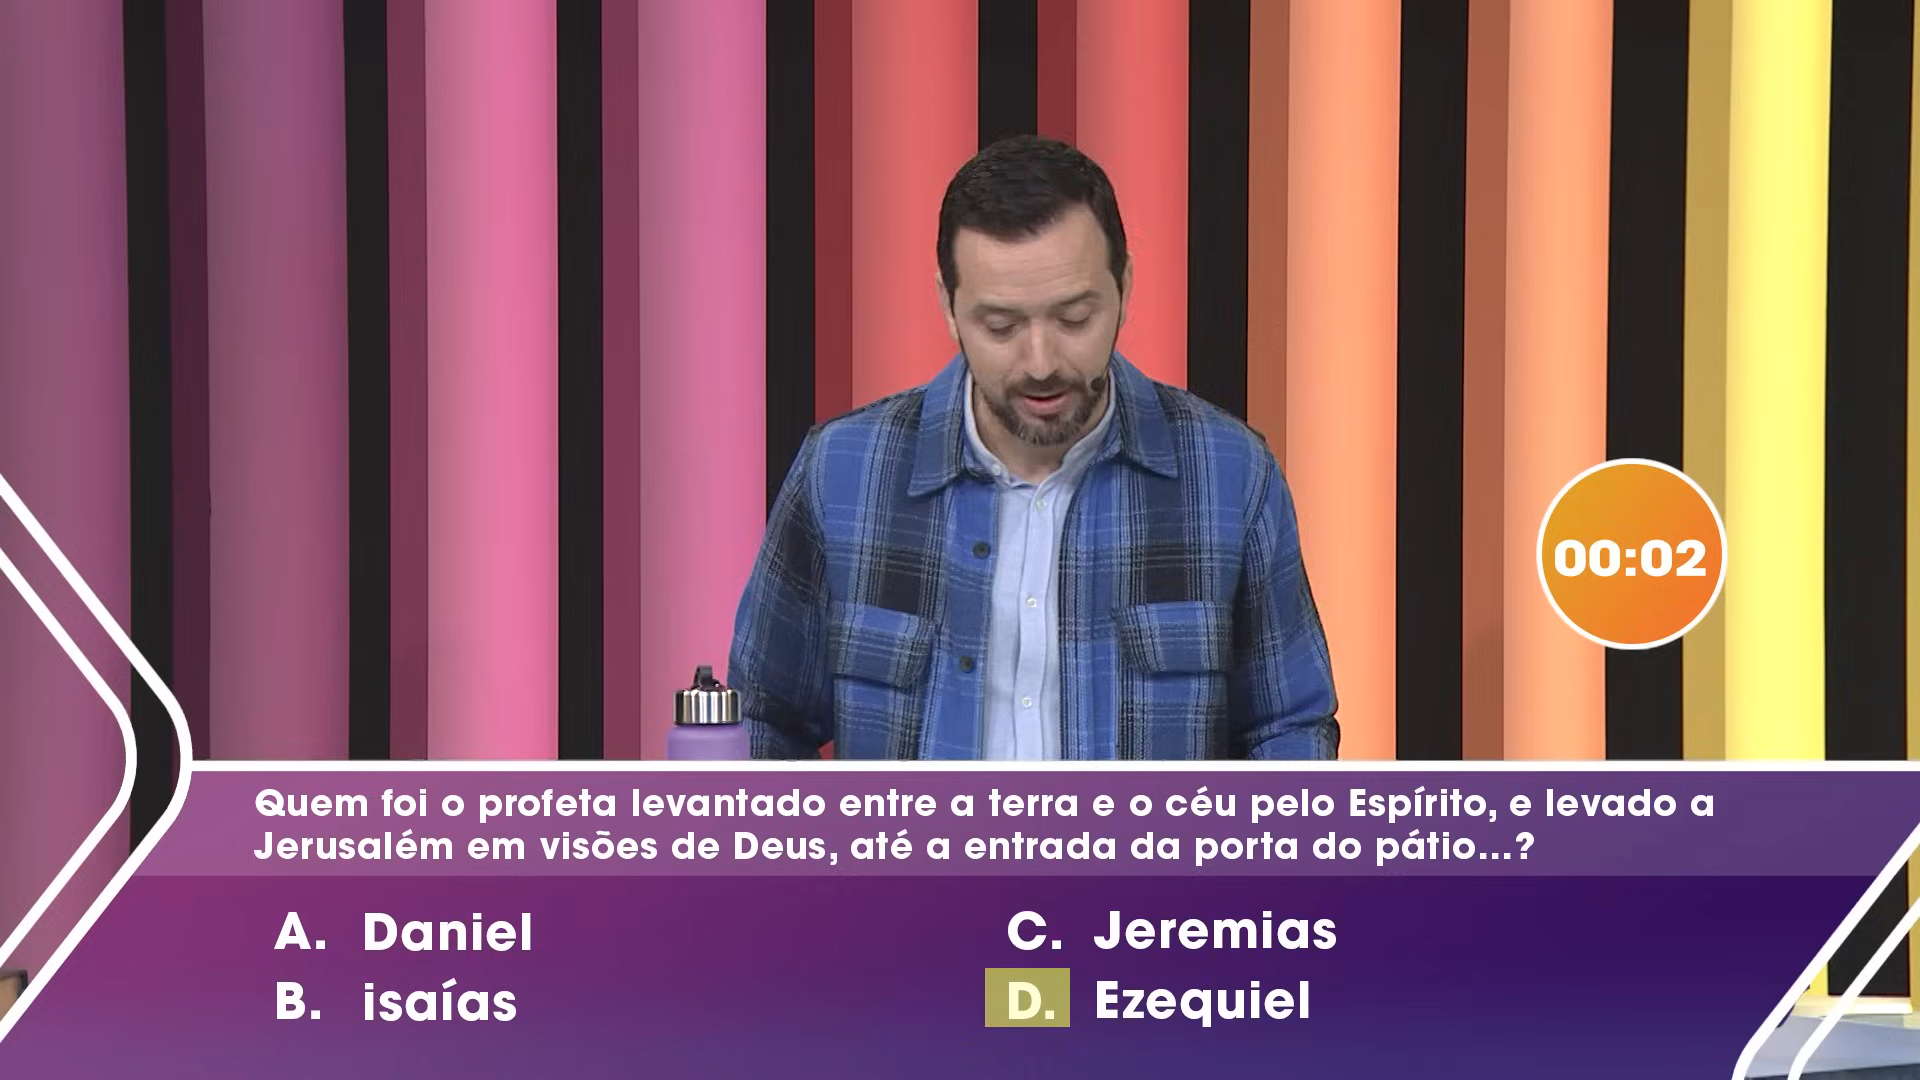 00:02
Quem foi o profeta levantado entre a terra e o céu pelo Espírito, e levado a
Jerusalém em visões de Deus, até a entrada da porta do pátio...?
A. Daniel
B. isaías
C. Jeremias
D. Ezequiel